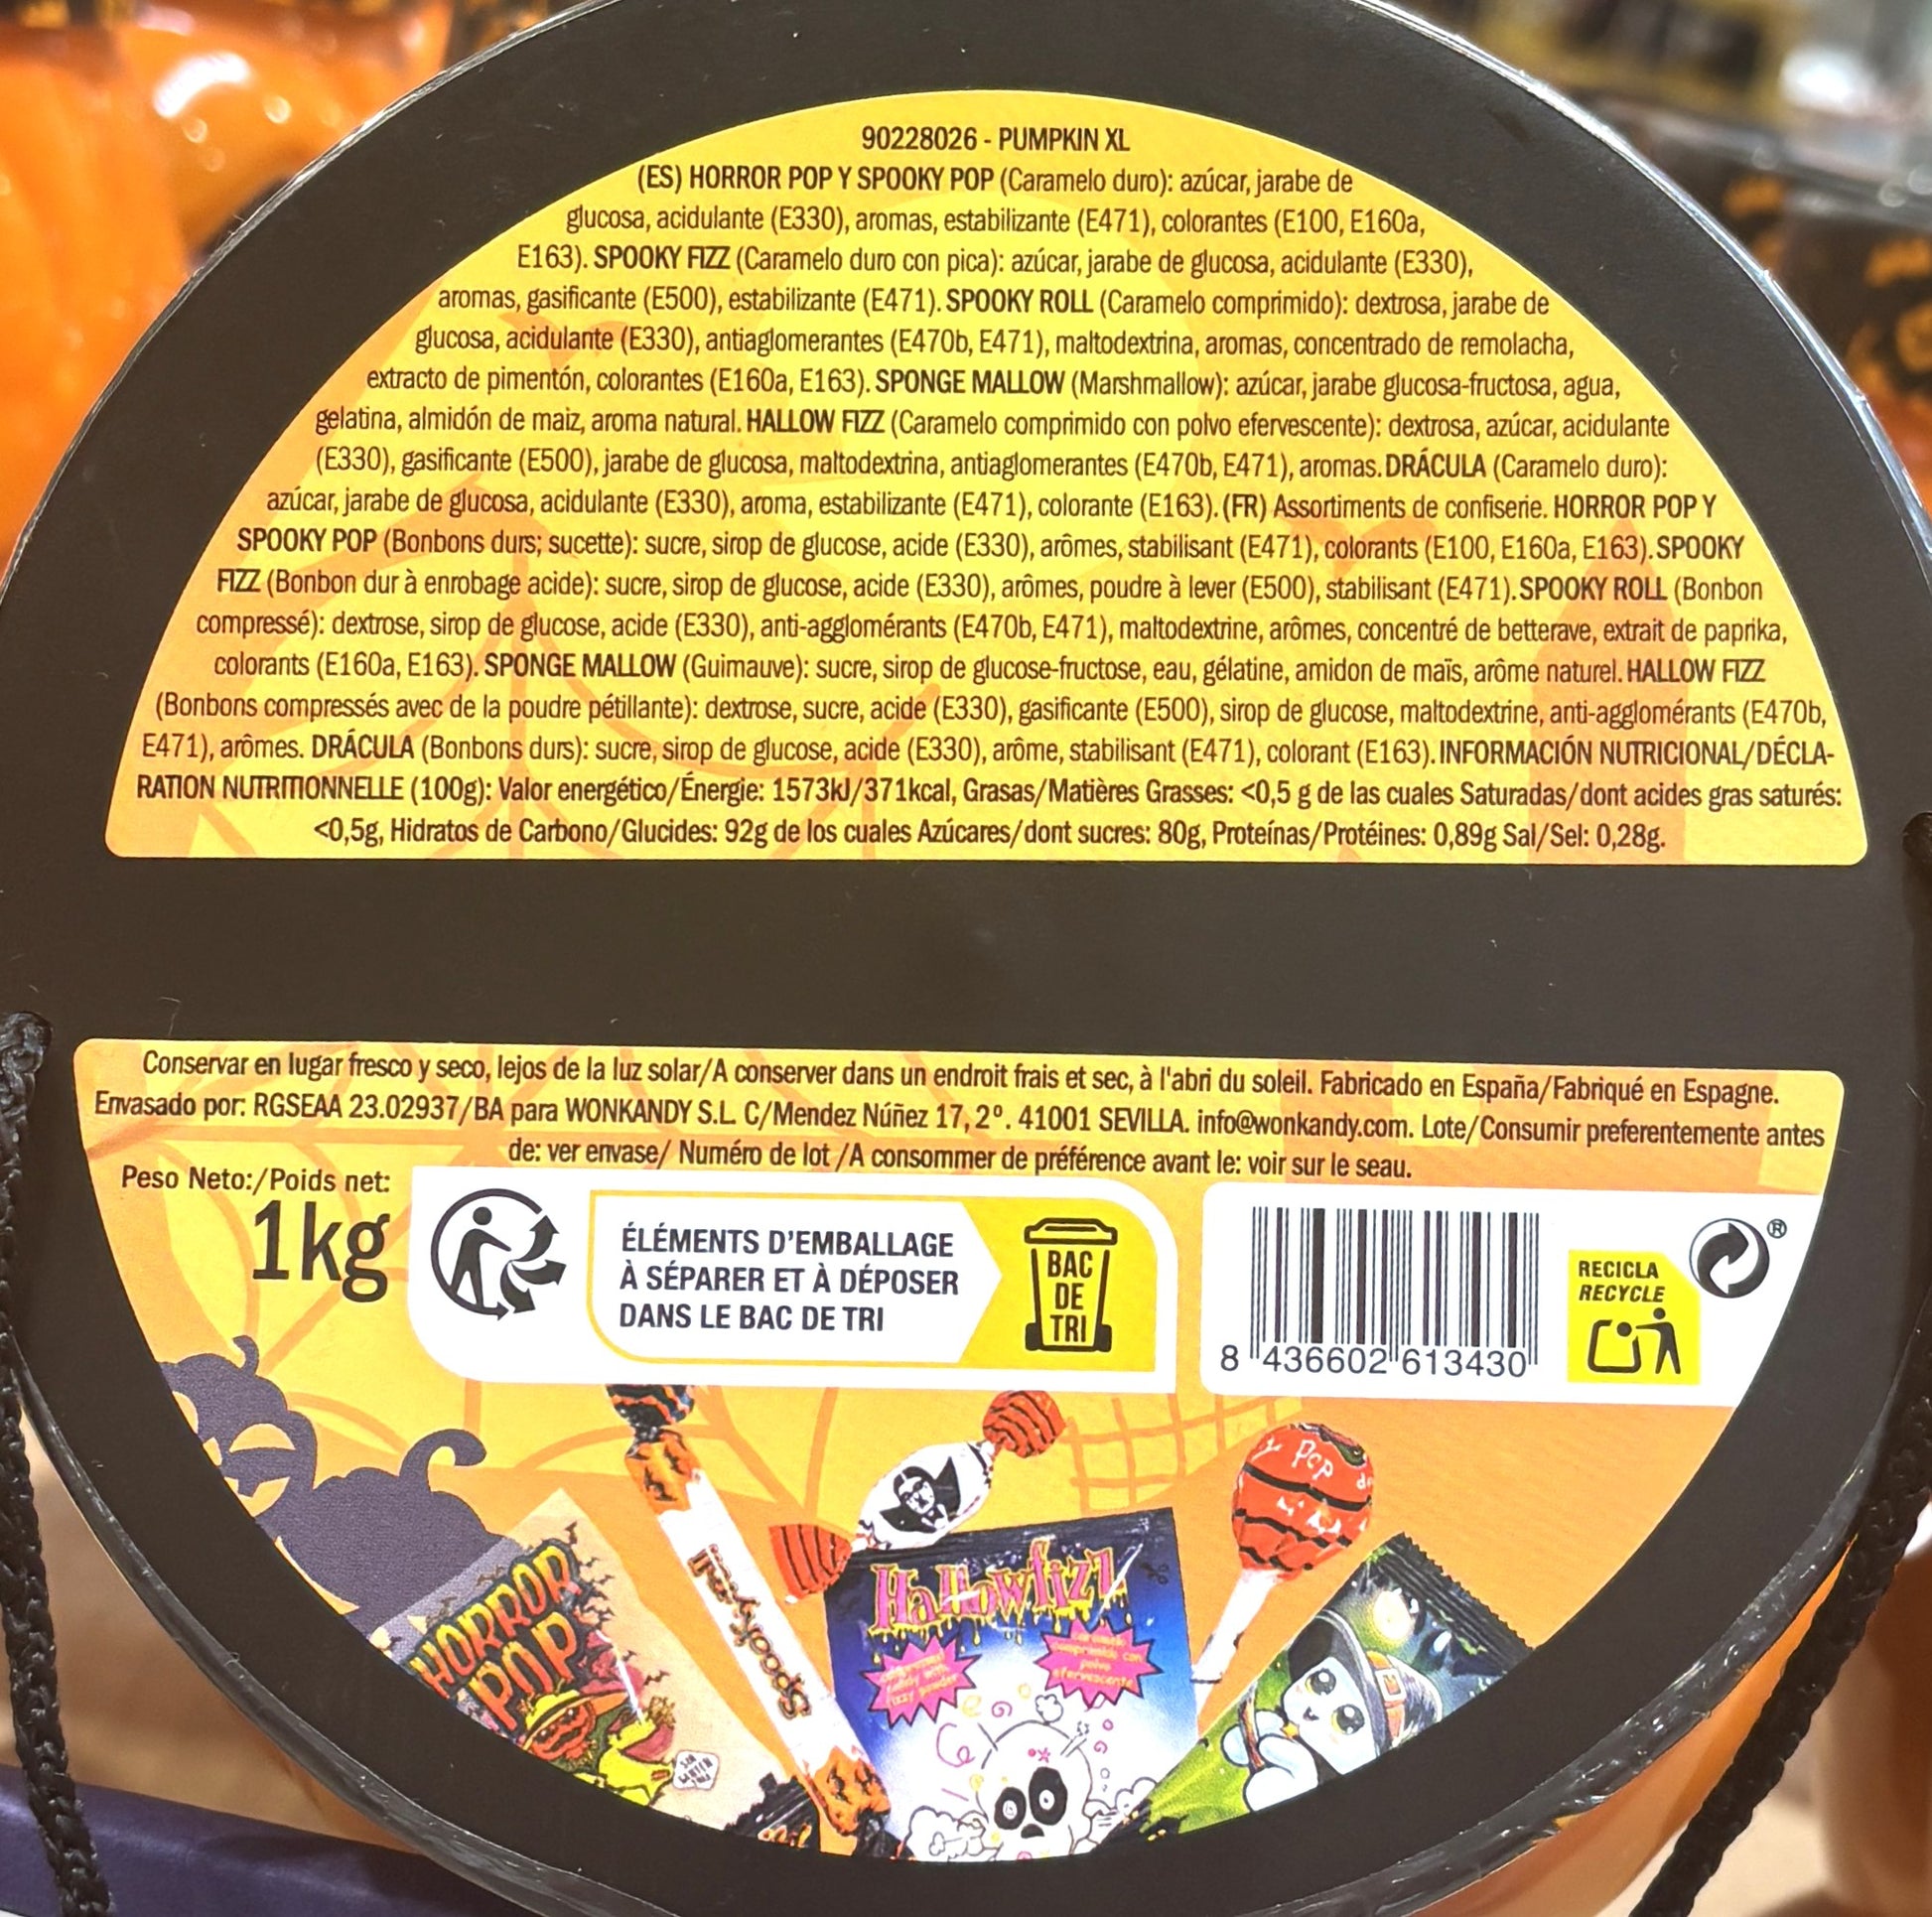 90228026 - PUMPKIN XL
(ES) HORROR POP Y SPOOKY POP (Caramelo duro): azúcar, jarabe de
glucosa, acidulante (E330), aromas, estabilizante (E471), colorantes (E100, E160a,
E163). SPOOKY FIZZ (Caramelo duro con pica): azúcar, jarabe de glucosa, acidulante (E330),
aromas, gasificante (E500), estabilizante (E471). SPOOKY ROLL (Caramelo comprimido): dextrosa, jarabe de
glucosa, acidulante (E330), antiaglomerantes (E470b, E471), maltodextrina, aromas, concentrado de remolacha,
extracto de pimentón, colorantes (E160a, E163). SPONGE MALLOW (Marshmallow): azúcar, jarabe glucosa-fructosa, agua,
gelatina, almidón de maiz, aroma natural. HALLOW FIZZ (Caramelo comprimido con polvo efervescente): dextrosa, azúcar, acidulante
(E330), gasificante (E500), jarabe de glucosa, maltodextrina, antiaglomerantes (E470b, E471), aromas. DRÁCULA (Caramelo duro):
azúcar, jarabe de glucosa, acidulante (E330), aroma, estabilizante (E471), colorante (E163). (FR) Assortiments de confiserie. HORROR POP Y
SPOOKY POP (Bonbons durs; sucette): sucre, sirop de glucose, acide (E330), arômes, stabilisant (E471), colorants (E100, E160a, E163). SPOOKY
FIZZ (Bonbon dur à enrobage acide): sucre, sirop de glucose, acide (E330), arômes, poudre à lever (E500), stabilisant (E471). SPOOKY ROLL (Bonbon
compressé): dextrose, sirop de glucose, acide (E330), anti-agglomérants (E470b, E471), maltodextrine, arômes, concentré de betterave, extrait de paprika,
colorants (E160a, E163). SPONGE MALLOW (Guimauve): sucre, sirop de glucose-fructose, eau, gélatine, amidon de maïs, arôme naturel. HALLOW FIZZ
(Bonbons compressés avec de la poudre pétillante): dextrose, sucre, acide (E330), gasificante (E500), sirop de glucose, maltodextrine, anti-agglomérants (E470b,
E471), arômes. DRÁCULA (Bonbons durs): sucre, sirop de glucose, acide (E330), arôme, stabilisant (E471), colorant (E163). INFORMACIÓN NUTRICIONAL/DÉCLA-
RATION NUTRITIONNELLE (100g): Valor energético/Énergie: 1573kJ/371kcal, Grasas/Matières Grasses: <0,5 g de las cuales Saturadas/dont acides gras saturés:
<0,5g, Hidratos de Carbono/Glucides: 92g de los cuales Azúcares/dont sucres: 80g, Proteínas/Protéines: 0,89g Sal/Sel: 0,28g.
Conservar en lugar fresco y seco, lejos de la luz solar/A conserver dans un endroit frais et sec, à l'abri du soleil. Fabricado en España/Fabriqué en Espagne.
Envasado por: RGSEAA 23.02937/BA para WONKANDY S.L. C/Mendez Núñez 17, 2º. 41001 SEVILLA. info@wonkandy.com. Lote/Consumir preferentemente antes
de: ver envase/ Numéro de lot /A consommer de préférence avant le: voir sur le seau.
Peso Neto:/Poids net:
1kg
ÉLÉMENTS D'EMBALLAGE
À SÉPARER ET À DÉPOSER
DANS LE BAC DE TRI
BAC
DE
TRI
8 436602 613430
RECICLA
RECYCLE
®
HORROR
POP
SIN
GLUTEN
Spooky
Hallowfizz
compressed
candy with
fizzy powder
comprimido con
polvo
efervescente
y Pop